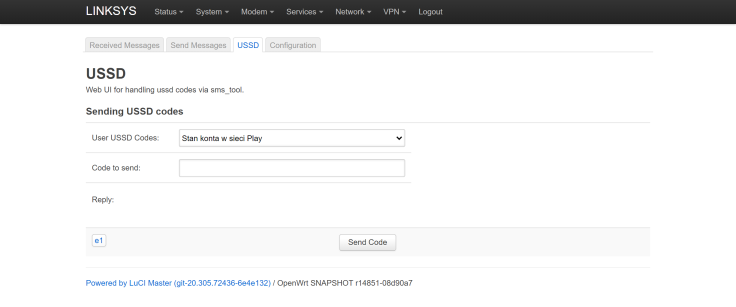 LINKSYS Status System Modem Services Network VPN Logout
Received Messages Send Messages USSD Configuration
USSD
Web UI for handling ussd codes via sms_tool.
Sending USSD codes
User USSD Codes: Stan konta w sieci Play
Code to send:
Reply:
e1 Send Code
Powered by LuCI Master (git-20.305.72436-6e4e132) / OpenWrt SNAPSHOT r14851-08d90a7